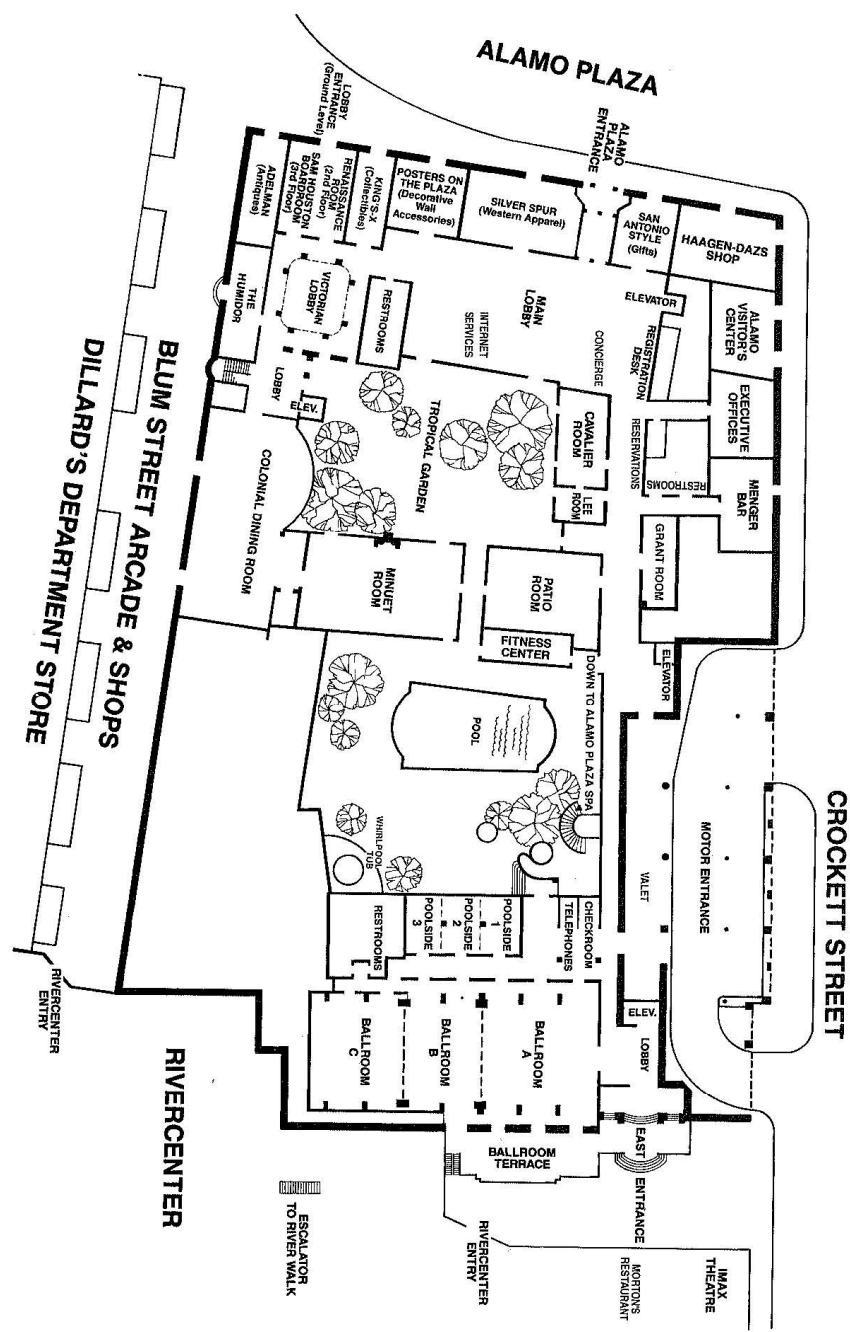 ALAMO PLAZA
CROCKETT STREET
LOBBY
ENTRANCE
(Ground Level)
ALAMO
PLAZA
ENTRANCE
ADELMAN
(Antiques)
RENAISSANCE
ROOM
(2nd Floor)
SAM HOUSTON
BOARDROOM
(3rd Floor)
KING'S-X
(Collectibles)
POSTERS ON
THE PLAZA
(Decorative
Wall
Accessories)
SILVER SPUR
(Western Apparel)
SAN
ANTONIO
STYLE
(Gifts)
HAAGEN-DAZS
SHOP
THE
HUMIDOR
VICTORIAN
LOBBY
RESTROOMS
INTERNET
SERVICES
MAIN
LOBBY
CONCIERGE
ELEVATOR
REGISTRATION
DESK
ALAMO
VISITOR'S
CENTER
EXECUTIVE
OFFICES
LOBBY
ELEV.
TROPICAL GARDEN
CAVALIER
ROOM
LEE
ROOM
RESERVATIONS
RESTROOMS
MENGER
BAR
GRANT ROOM
COLONIAL DINING ROOM
MINUET
ROOM
PATIO
ROOM
FITNESS
CENTER
ELEVATOR
DOWN TO ALAMO PLAZA SPA
POOL
WHIRLPOOL
TUB
VALET
MOTOR ENTRANCE
CHECKROOM
TELEPHONES
POOLSIDE
1
POOLSIDE
2
POOLSIDE
3
RESTROOMS
BALLROOM
A
BALLROOM
B
BALLROOM
C
ELEV.
LOBBY
EAST
ENTRANCE
BALLROOM
TERRACE
RIVERCENTER
ENTRY
MORTON'S
RESTAURANT
IMAX
THEATRE
ESCALATOR
TO RIVER WALK
RIVERCENTER
RIVERCENTER
ENTRY
BLUM STREET ARCADE & SHOPS
DILLARD'S DEPARTMENT STORE